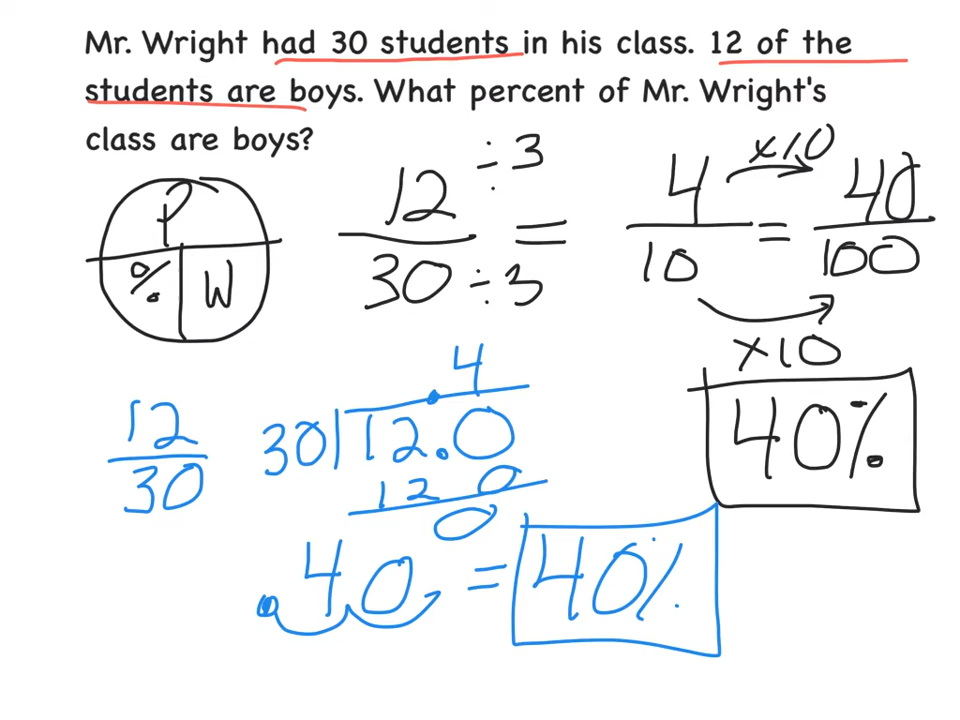 Mr. Wright had 30 students in his class. 12 of the
students are boys. What percent of Mr. Wright's
class are boys?
P
% W
12 ÷3
30 ÷3
=
4 ×10
10
=
40
100
×10
40%
12
30
.4
30)12.0
12 0
0
.40 = 40%